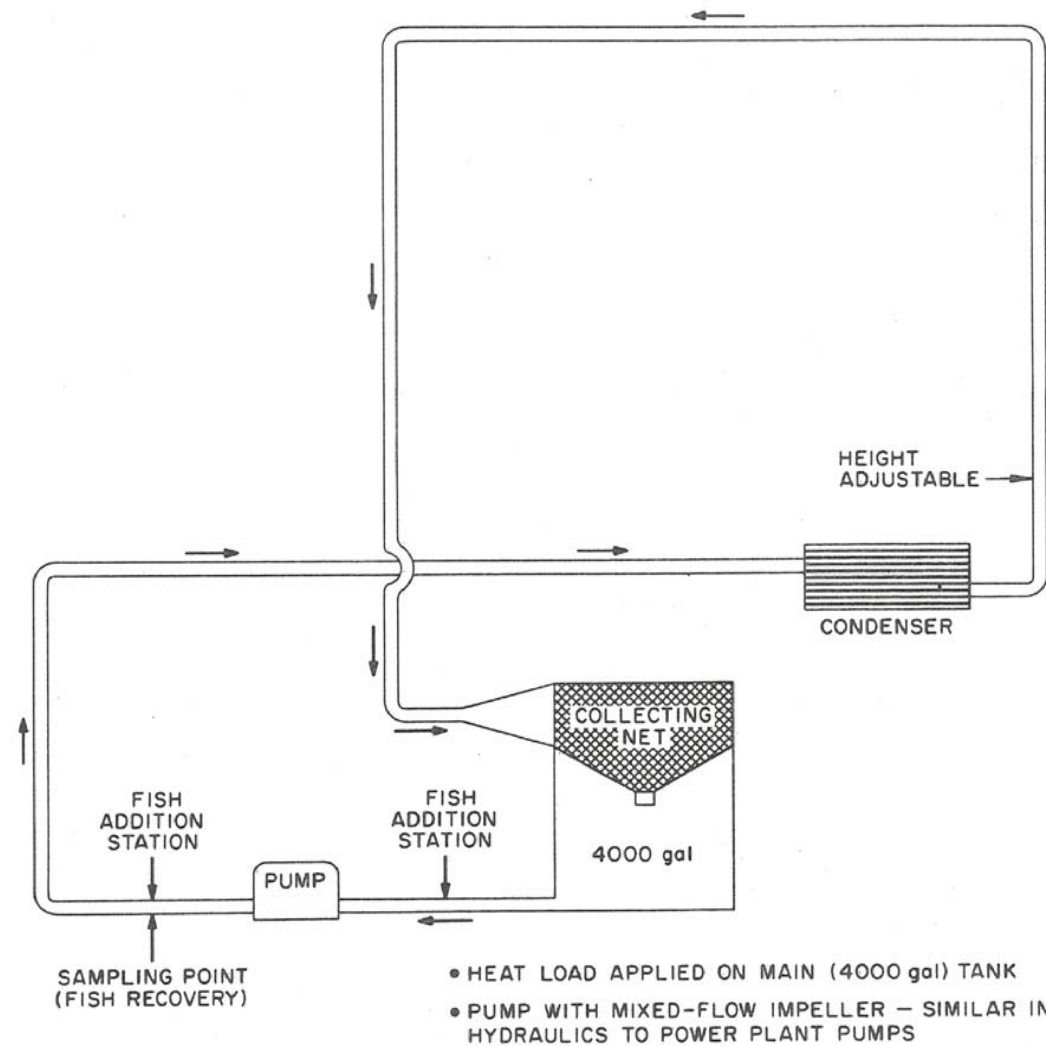 HEIGHT
ADJUSTABLE
CONDENSER
COLLECTING
NET
FISH
ADDITION
STATION
FISH
ADDITION
STATION
4000 gal
PUMP
SAMPLING POINT
(FISH RECOVERY)
• HEAT LOAD APPLIED ON MAIN (4000 gal) TANK
• PUMP WITH MIXED-FLOW IMPELLER — SIMILAR IN
HYDRAULICS TO POWER PLANT PUMPS